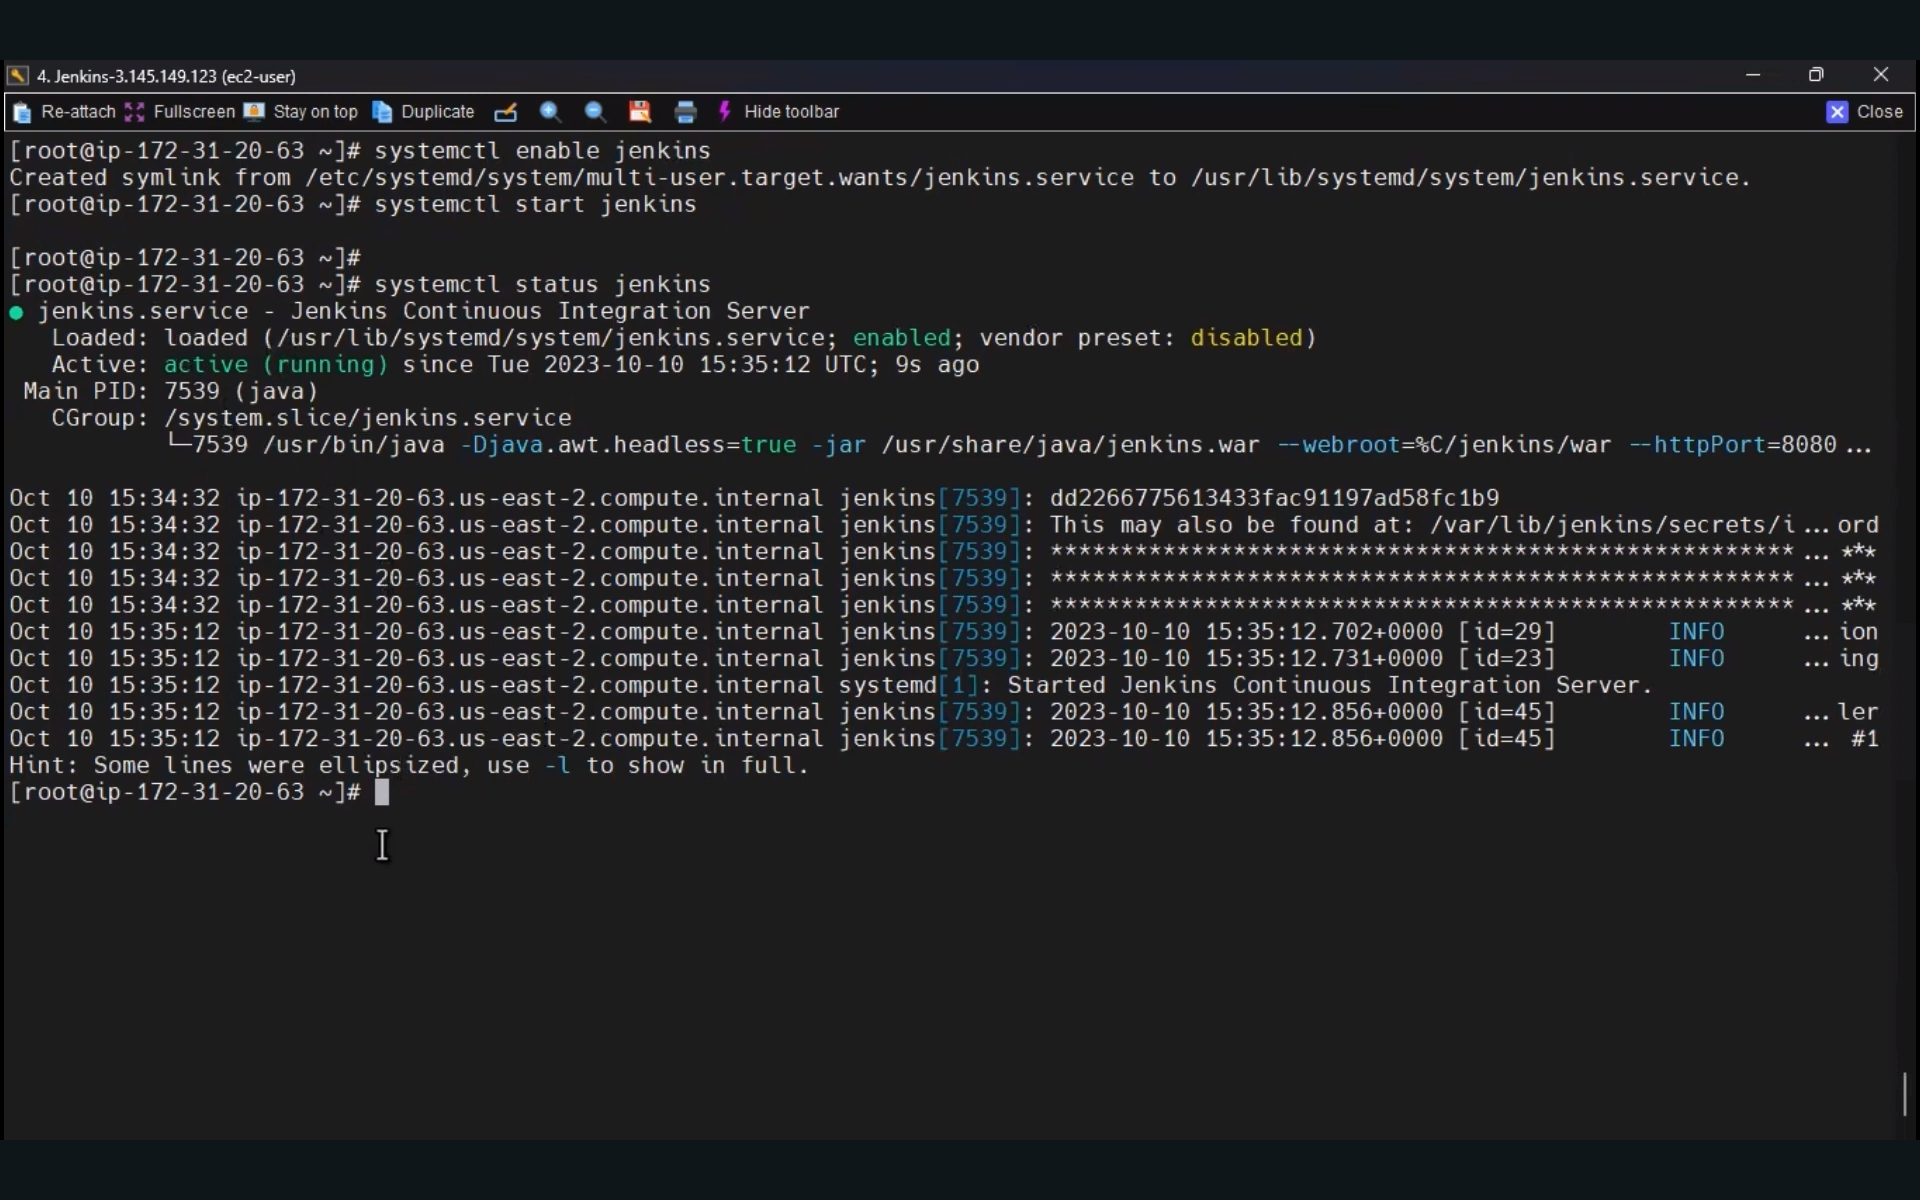 4. Jenkins-3.145.149.123 (ec2-user)
Re-attach Fullscreen Stay on top Duplicate Hide toolbar Close
[root@ip-172-31-20-63 ~]# systemctl enable jenkins
Created symlink from /etc/systemd/system/multi-user.target.wants/jenkins.service to /usr/lib/systemd/system/jenkins.service.
[root@ip-172-31-20-63 ~]# systemctl start jenkins
[root@ip-172-31-20-63 ~]#
[root@ip-172-31-20-63 ~]# systemctl status jenkins
● jenkins.service - Jenkins Continuous Integration Server
Loaded: loaded (/usr/lib/systemd/system/jenkins.service; enabled; vendor preset: disabled)
Active: active (running) since Tue 2023-10-10 15:35:12 UTC; 9s ago
Main PID: 7539 (java)
CGroup: /system.slice/jenkins.service
└─7539 /usr/bin/java -Djava.awt.headless=true -jar /usr/share/java/jenkins.war --webroot=%C/jenkins/war --httpPort=8080 ...
Oct 10 15:34:32 ip-172-31-20-63.us-east-2.compute.internal jenkins[7539]: dd2266775613433fac91197ad58fc1b9
Oct 10 15:34:32 ip-172-31-20-63.us-east-2.compute.internal jenkins[7539]: This may also be found at: /var/lib/jenkins/secrets/i...ord
Oct 10 15:34:32 ip-172-31-20-63.us-east-2.compute.internal jenkins[7539]: *****************************************************...***
Oct 10 15:34:32 ip-172-31-20-63.us-east-2.compute.internal jenkins[7539]: *****************************************************...***
Oct 10 15:34:32 ip-172-31-20-63.us-east-2.compute.internal jenkins[7539]: *****************************************************...***
Oct 10 15:35:12 ip-172-31-20-63.us-east-2.compute.internal jenkins[7539]: 2023-10-10 15:35:12.702+0000 [id=29] INFO ...ion
Oct 10 15:35:12 ip-172-31-20-63.us-east-2.compute.internal jenkins[7539]: 2023-10-10 15:35:12.731+0000 [id=23] INFO ...ing
Oct 10 15:35:12 ip-172-31-20-63.us-east-2.compute.internal systemd[1]: Started Jenkins Continuous Integration Server.
Oct 10 15:35:12 ip-172-31-20-63.us-east-2.compute.internal jenkins[7539]: 2023-10-10 15:35:12.856+0000 [id=45] INFO ...ler
Oct 10 15:35:12 ip-172-31-20-63.us-east-2.compute.internal jenkins[7539]: 2023-10-10 15:35:12.856+0000 [id=45] INFO ... #1
Hint: Some lines were ellipsized, use -l to show in full.
[root@ip-172-31-20-63 ~]#